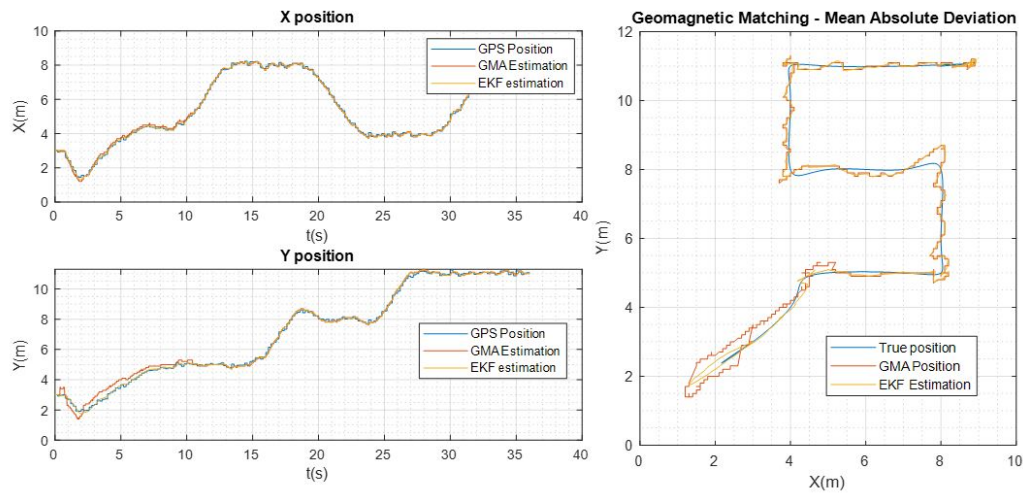 X position
10
8
6
4
2
0
X(m)
0 5 10 15 20 25 30 35 40
t(s)
GPS Position
GMA Estimation
EKF estimation
Y position
10
8
6
4
2
0
Y(m)
0 5 10 15 20 25 30 35 40
t(s)
GPS Position
GMA Estimation
EKF estimation
Geomagnetic Matching - Mean Absolute Deviation
12
10
8
6
4
2
0
Y(m)
0 2 4 6 8 10
X(m)
True position
GMA Position
EKF Estimation